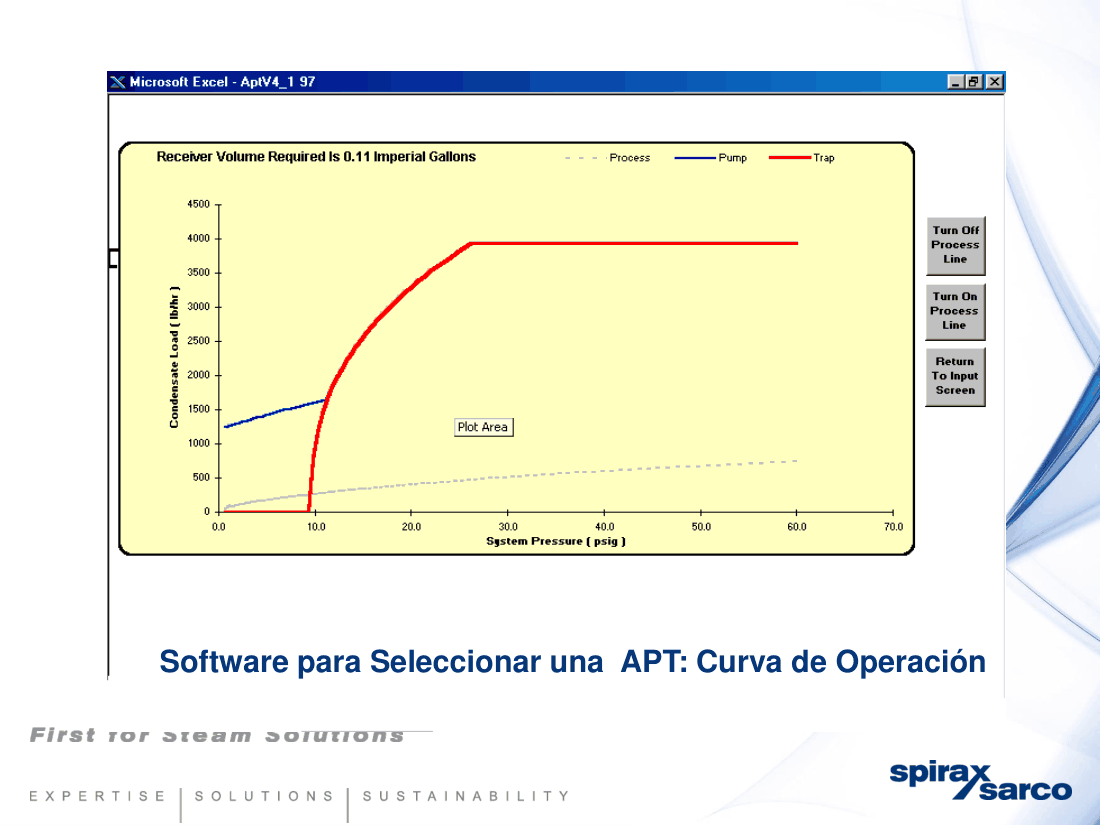 Microsoft Excel - AptV4_1 97
Receiver Volume Required Is 0.11 Imperial Gallons
Process
Pump
Trap
4500
4000
3500
3000
2500
2000
1500
1000
500
0
Condensate Load ( lb/hr )
0.0 10.0 20.0 30.0 40.0 50.0 60.0 70.0
System Pressure ( psig )
Plot Area
Turn Off
Process
Line
Turn On
Process
Line
Return
To Input
Screen
Software para Seleccionar una APT: Curva de Operación
First for Steam Solutions
EXPERTISE SOLUTIONS SUSTAINABILITY
spirax
sarco